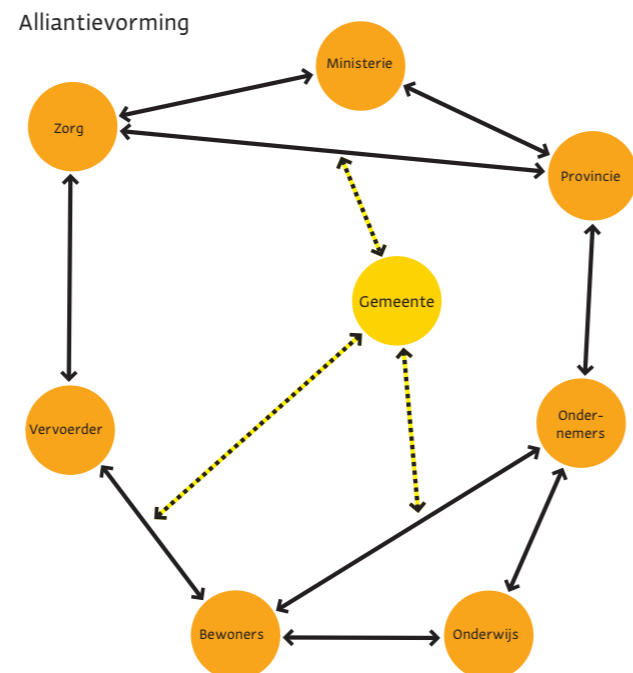 Alliantievorming
Ministerie
Zorg
Provincie
Gemeente
Vervoerder
Onder-
nemers
Bewoners
Onderwijs